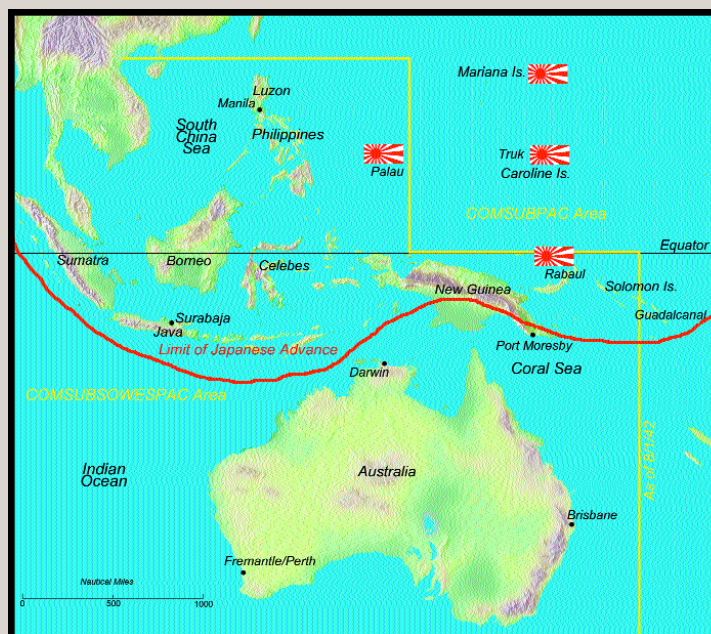 Mariana Is.
Luzon
Manila
South
China
Sea
Philippines
Truk
Caroline Is.
Palau
COMSUBPAC Area
Equator
Sumatra
Borneo
Celebes
Rabaul
New Guinea
Solomon Is.
Guadalcanal
Surabaja
Java
Limit of Japanese Advance
Port Moresby
Darwin
Coral Sea
COMSUBSOWESPAC Area
As of 8/1/42
Indian
Ocean
Australia
Brisbane
Fremantle/Perth
Nautical Miles
0 500 1000